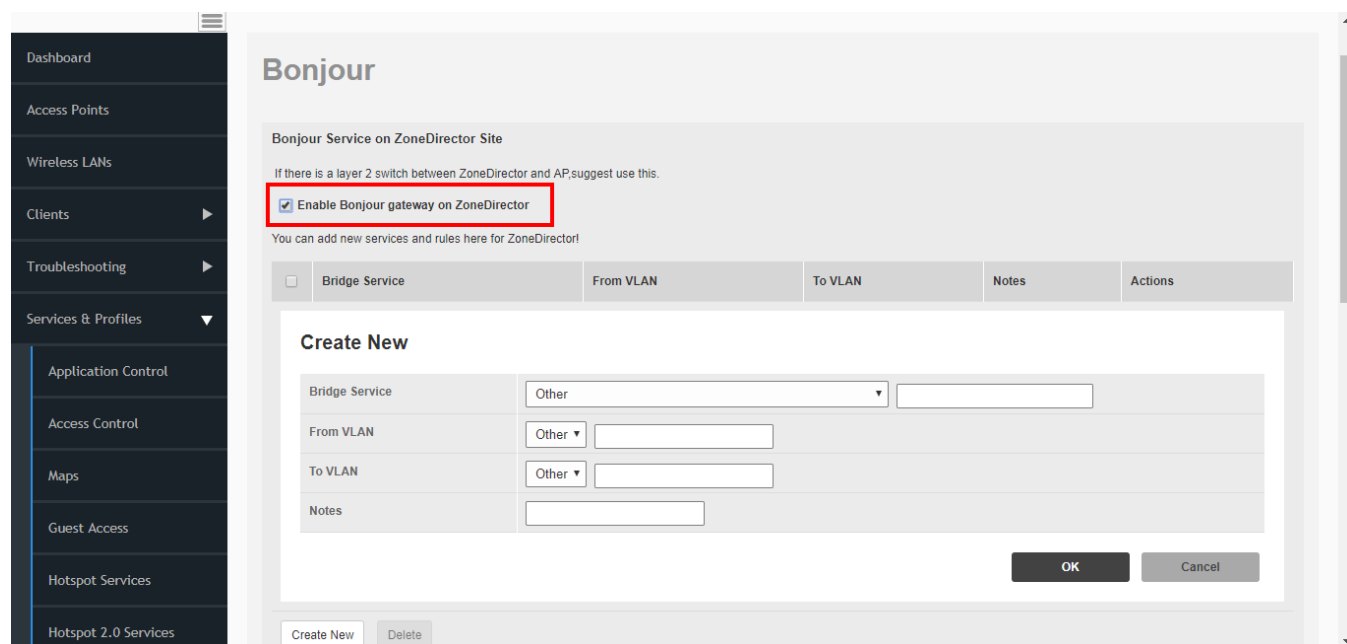 Dashboard
Access Points
Wireless LANs
Clients
Troubleshooting
Services & Profiles
Application Control
Access Control
Maps
Guest Access
Hotspot Services
Hotspot 2.0 Services
Bonjour
Bonjour Service on ZoneDirector Site
If there is a layer 2 switch between ZoneDirector and AP,suggest use this.
Enable Bonjour gateway on ZoneDirector
You can add new services and rules here for ZoneDirector!
Bridge Service From VLAN To VLAN Notes Actions
Create New
Bridge Service Other
From VLAN Other
To VLAN Other
Notes
OK Cancel
Create New Delete